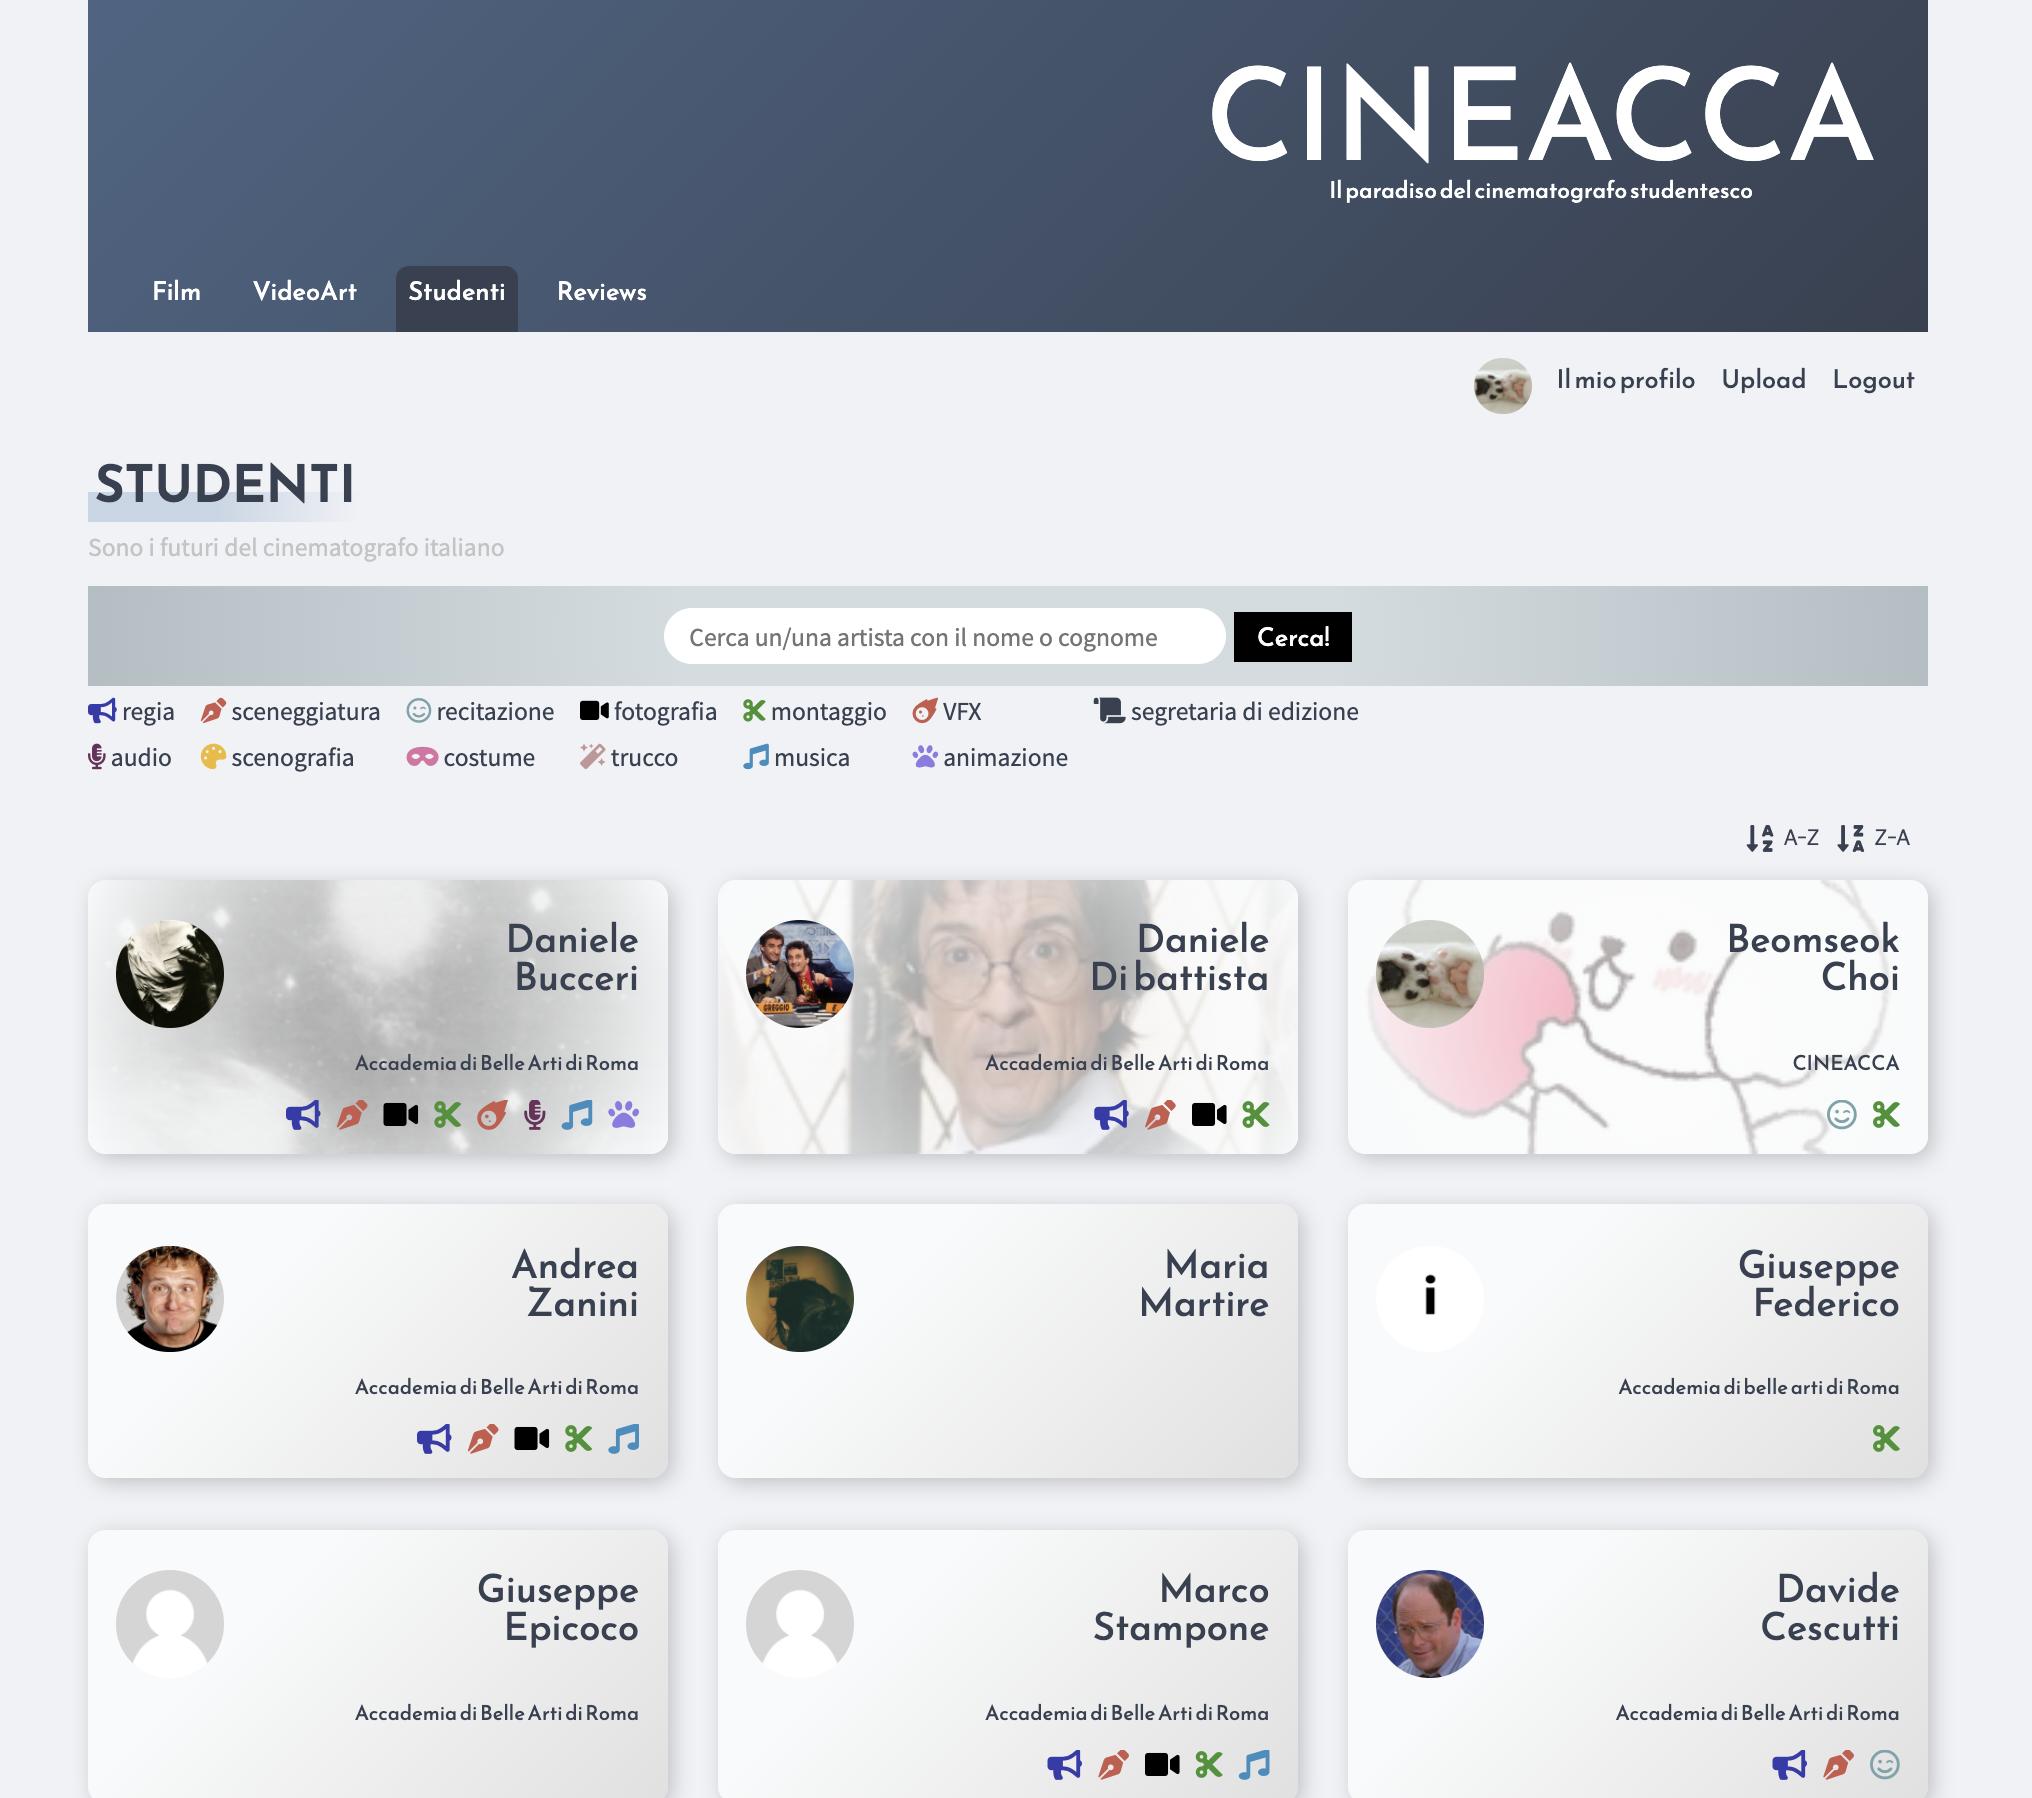 CINEACCA
Il paradiso del cinematografo studentesco
Film VideoArt Studenti Reviews
Il mio profilo Upload Logout
STUDENTI
Sono i futuri del cinematografo italiano
Cerca un/una artista con il nome o cognome Cerca!
regia sceneggiatura recitazione fotografia montaggio VFX segretaria di edizione
audio scenografia costume trucco musica animazione
A-Z Z-A
Daniele
Bucceri
Accademia di Belle Arti di Roma
GREGGIO
Daniele
Di battista
Accademia di Belle Arti di Roma
Beomseok
Choi
CINEACCA
Andrea
Zanini
Accademia di Belle Arti di Roma
Maria
Martire
i
Giuseppe
Federico
Accademia di belle arti di Roma
Giuseppe
Epicoco
Accademia di Belle Arti di Roma
Marco
Stampone
Accademia di Belle Arti di Roma
Davide
Cescutti
Accademia di Belle Arti di Roma